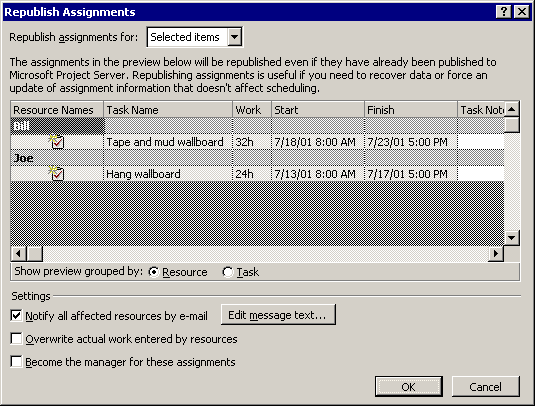 Republish Assignments
Republish assignments for: Selected items
The assignments in the preview below will be republished even if they have already been published to
Microsoft Project Server. Republishing assignments is useful if you need to recover data or force an
update of assignment information that doesn't affect scheduling.
Resource Names Task Name Work Start Finish Task Note
Bill
Tape and mud wallboard 32h 7/18/01 8:00 AM 7/23/01 5:00 PM
Joe
Hang wallboard 24h 7/13/01 8:00 AM 7/17/01 5:00 PM
Show preview grouped by: Resource Task
Settings
Notify all affected resources by e-mail Edit message text...
Overwrite actual work entered by resources
Become the manager for these assignments
OK Cancel